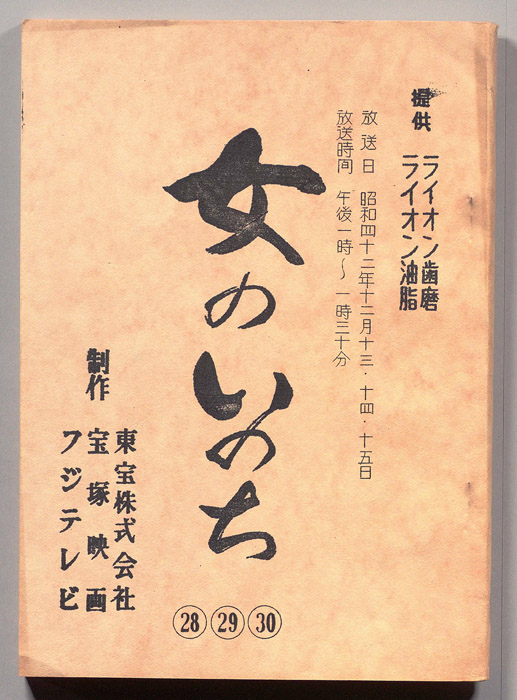 提供
ライオン歯磨
ライオン油脂
放送日 昭和四十二年十二月十三・十四・十五日
放送時間 午後一時〜一時三十分
女のいのち
制作
東宝株式会社
宝塚映画
フジテレビ
㉘㉙㉚